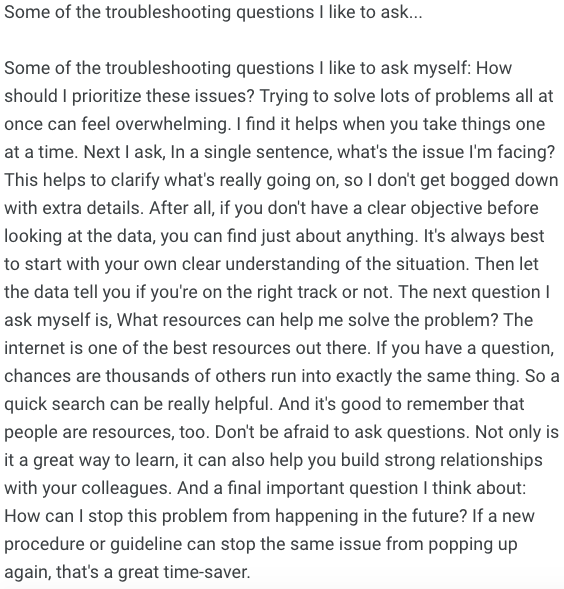 Some of the troubleshooting questions I like to ask...
Some of the troubleshooting questions I like to ask myself: How
should I prioritize these issues? Trying to solve lots of problems all at
once can feel overwhelming. I find it helps when you take things one
at a time. Next I ask, In a single sentence, what's the issue I'm facing?
This helps to clarify what's really going on, so I don't get bogged down
with extra details. After all, if you don't have a clear objective before
looking at the data, you can find just about anything. It's always best
to start with your own clear understanding of the situation. Then let
the data tell you if you're on the right track or not. The next question I
ask myself is, What resources can help me solve the problem? The
internet is one of the best resources out there. If you have a question,
chances are thousands of others run into exactly the same thing. So a
quick search can be really helpful. And it's good to remember that
people are resources, too. Don't be afraid to ask questions. Not only is
it a great way to learn, it can also help you build strong relationships
with your colleagues. And a final important question I think about:
How can I stop this problem from happening in the future? If a new
procedure or guideline can stop the same issue from popping up
again, that's a great time-saver.